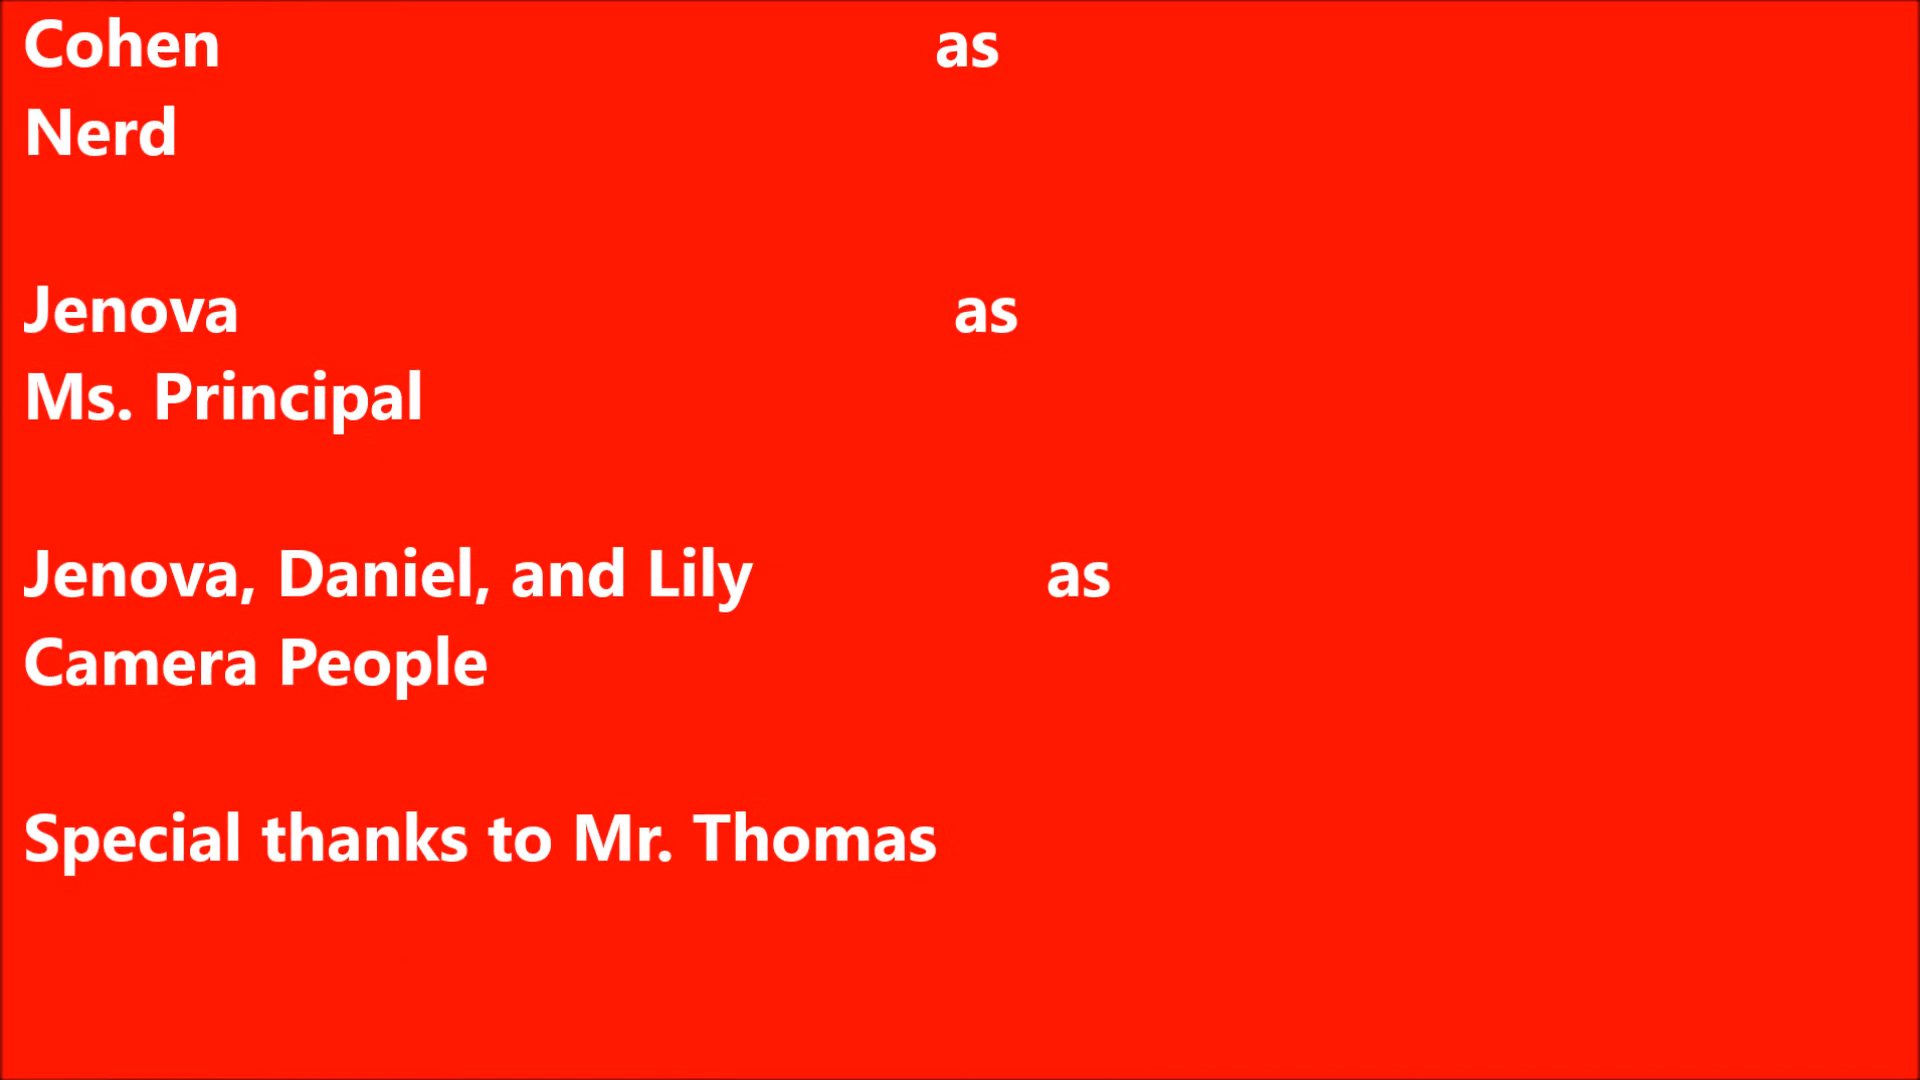 Cohen as
Nerd
Jenova as
Ms. Principal
Jenova, Daniel, and Lily as
Camera People
Special thanks to Mr. Thomas